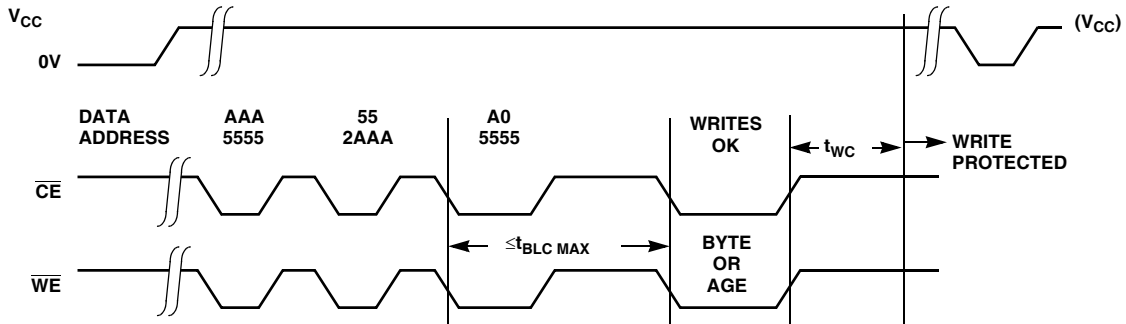 VCC
(VCC)
0V
DATA AAA 55 A0 WRITES
ADDRESS 5555 2AAA 5555 OK
tWC
WRITE
PROTECTED
CE
≤tBLC MAX
BYTE
OR
AGE
WE